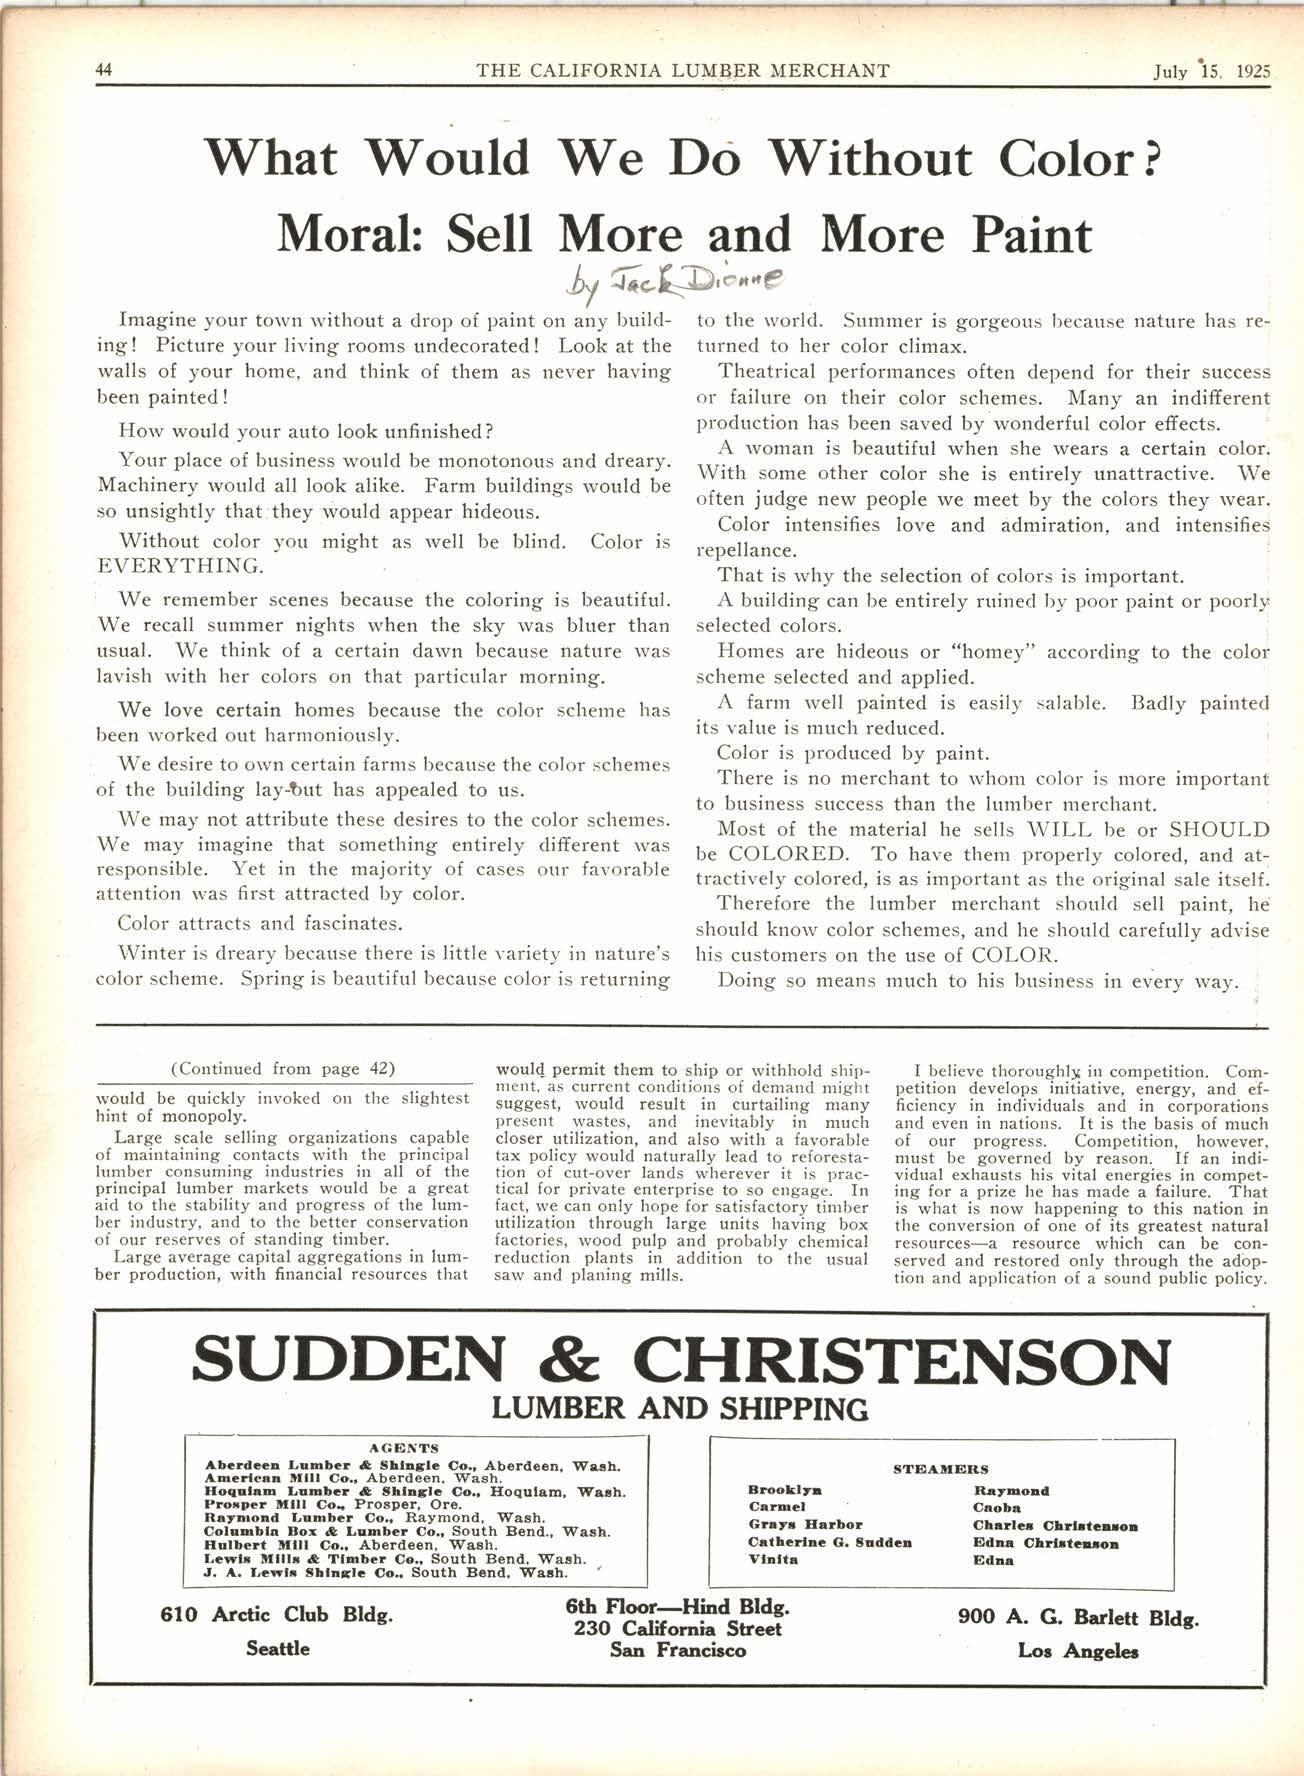 44
THE CALIFORNIA LUMBER MERCHANT
July 15, 1925
What Would We Do Without Color?
Moral: Sell More and More Paint
by Jack Dionne
Imagine your town without a drop of paint on any build-
ing! Picture your living rooms undecorated! Look at the
walls of your home, and think of them as never having
been painted!
How would your auto look unfinished?
Your place of business would be monotonous and dreary.
Machinery would all look alike. Farm buildings would be
so unsightly that they would appear hideous.
Without color you might as well be blind. Color is
EVERYTHING.
We remember scenes because the coloring is beautiful.
We recall summer nights when the sky was bluer than
usual. We think of a certain dawn because nature was
lavish with her colors on that particular morning.
We love certain homes because the color scheme has
been worked out harmoniously.
We desire to own certain farms because the color schemes
of the building lay-out has appealed to us.
We may not attribute these desires to the color schemes.
We may imagine that something entirely different was
responsible. Yet in the majority of cases our favorable
attention was first attracted by color.
Color attracts and fascinates.
Winter is dreary because there is little variety in nature's
color scheme. Spring is beautiful because color is returning
to the world. Summer is gorgeous because nature has re-
turned to her color climax.
Theatrical performances often depend for their success
or failure on their color schemes. Many an indifferent
production has been saved by wonderful color effects.
A woman is beautiful when she wears a certain color.
With some other color she is entirely unattractive. We
often judge new people we meet by the colors they wear.
Color intensifies love and admiration, and intensifies
repellance.
That is why the selection of colors is important.
A building can be entirely ruined by poor paint or poorly
selected colors.
Homes are hideous or "homey" according to the color
scheme selected and applied.
A farm well painted is easily salable. Badly painted
its value is much reduced.
Color is produced by paint.
There is no merchant to whom color is more important
to business success than the lumber merchant.
Most of the material he sells WILL be or SHOULD
be COLORED. To have them properly colored, and at-
tractively colored, is as important as the original sale itself.
Therefore the lumber merchant should sell paint, he
should know color schemes, and he should carefully advise
his customers on the use of COLOR.
Doing so means much to his business in every way.
(Continued from page 42)
would be quickly invoked on the slightest
hint of monopoly.
Large scale selling organizations capable
of maintaining contacts with the principal
lumber consuming industries in all of the
principal lumber markets would be a great
aid to the stability and progress of the lum-
ber industry, and to the better conservation
of our reserves of standing timber.
Large average capital aggregations in lum-
ber production, with financial resources that
would permit them to ship or withhold ship-
ment, as current conditions of demand might
suggest, would result in curtailing many
present wastes, and inevitably in much
closer utilization, and also with a favorable
tax policy would naturally lead to reforesta-
tion of cut-over lands wherever it is prac-
tical for private enterprise to so engage. In
fact, we can only hope for satisfactory timber
utilization through large units having box
factories, wood pulp and probably chemical
reduction plants in addition to the usual
saw and planing mills.
I believe thoroughly in competition. Com-
petition develops initiative, energy, and ef-
ficiency in individuals and in corporations
and even in nations. It is the basis of much
of our progress. Competition, however,
must be governed by reason. If an indi-
vidual exhausts his vital energies in compet-
ing for a prize he has made a failure. That
is what is now happening to this nation in
the conversion of one of its greatest natural
resources—a resource which can be con-
served and restored only through the adop-
tion and application of a sound public policy.
SUDDEN & CHRISTENSON
LUMBER AND SHIPPING
AGENTS
Aberdeen Lumber & Shingle Co., Aberdeen, Wash.
American Mill Co., Aberdeen, Wash.
Hoquiam Lumber & Shingle Co., Hoquiam, Wash.
Prosper Mill Co., Prosper, Ore.
Raymond Lumber Co., Raymond, Wash.
Columbia Box & Lumber Co., South Bend., Wash.
Hulbert Mill Co., Aberdeen, Wash.
Lewis Mills & Timber Co., South Bend, Wash.
J. A. Lewis Shingle Co., South Bend, Wash.
STEAMERS
Brooklyn
Carmel
Grays Harbor
Catherine G. Sudden
Vinita
Raymond
Caoba
Charles Christenson
Edna Christenson
Edna
610 Arctic Club Bldg.
Seattle
6th Floor—Hind Bldg.
230 California Street
San Francisco
900 A. G. Barlett Bldg.
Los Angeles